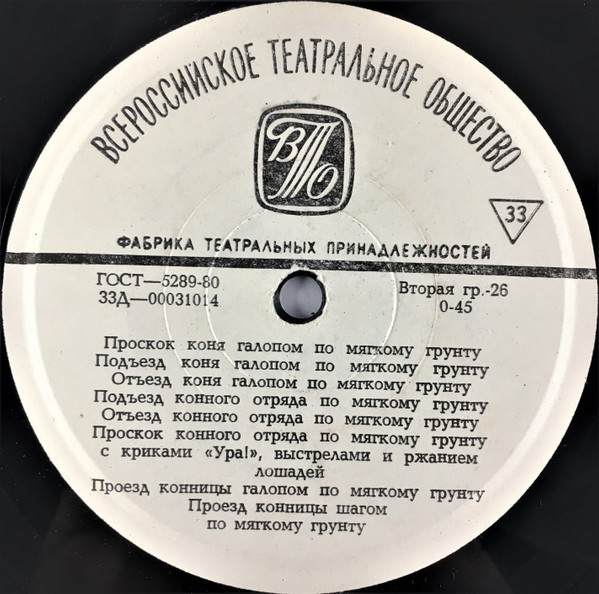 ВСЕРОССИЙСКОЕ ТЕАТРАЛЬНОЕ ОБЩЕСТВО
ВТО
33
ФАБРИКА ТЕАТРАЛЬНЫХ ПРИНАДЛЕЖНОСТЕЙ
ГОСТ—5289-80
33Д—00031014
Вторая гр.-26
0-45
Проскок коня галопом по мягкому грунту
Подъезд коня галопом по мягкому грунту
Отъезд коня галопом по мягкому грунту
Подъезд конного отряда по мягкому грунту
Отъезд конного отряда по мягкому грунту
Проскок конного отряда по мягкому грунту
с криками «Ура!», выстрелами и ржанием
лошадей
Проезд конницы галопом по мягкому грунту
Проезд конницы шагом
по мягкому грунту